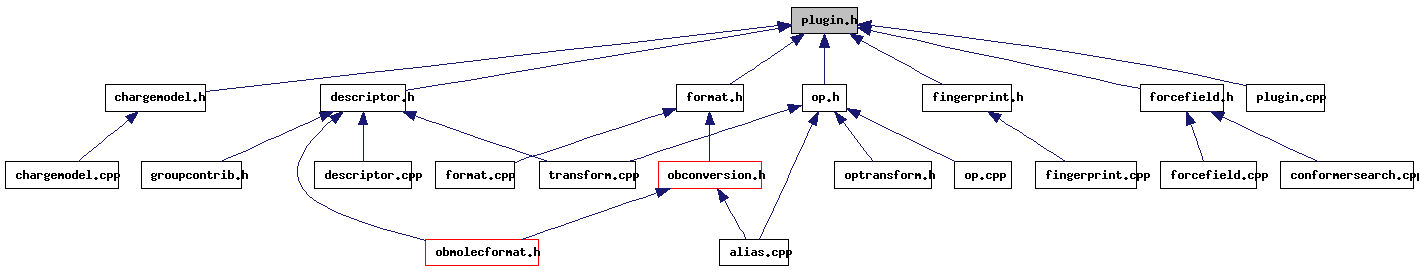 plugin.h
chargemodel.h
descriptor.h
format.h
op.h
fingerprint.h
forcefield.h
plugin.cpp
chargemodel.cpp
groupcontrib.h
descriptor.cpp
format.cpp
transform.cpp
obconversion.h
optransform.h
op.cpp
fingerprint.cpp
forcefield.cpp
conformersearch.cpp
obmolecformat.h
alias.cpp